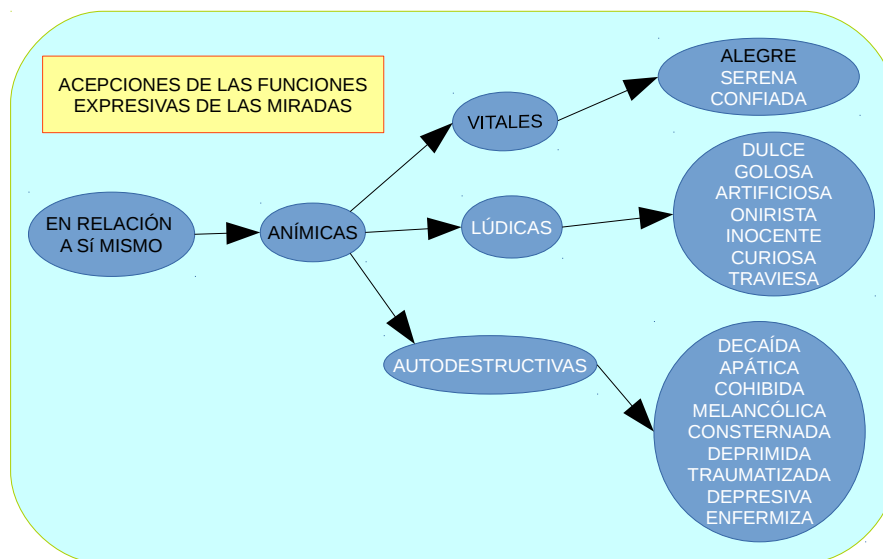 ACEPCIONES DE LAS FUNCIONES
EXPRESIVAS DE LAS MIRADAS
EN RELACIÓN
A Sí MISMO
ANÍMICAS
VITALES
ALEGRE
SERENA
CONFIADA
LÚDICAS
DULCE
GOLOSA
ARTIFICIOSA
ONIRISTA
INOCENTE
CURIOSA
TRAVIESA
AUTODESTRUCTIVAS
DECAÍDA
APÁTICA
COHIBIDA
MELANCÓLICA
CONSTERNADA
DEPRIMIDA
TRAUMATIZADA
DEPRESIVA
ENFERMIZA